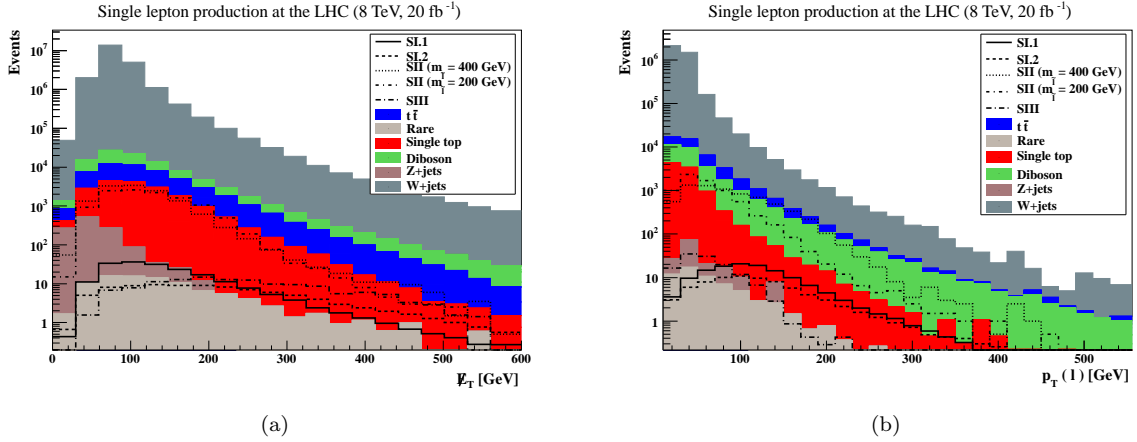 Single lepton production at the LHC (8 TeV, 20 fb⁻¹)
Events
10⁷
10⁶
10⁵
10⁴
10³
10²
10
1
SI.1
SI.2
SII (m_l̃ = 400 GeV)
SII (m_l̃ = 200 GeV)
SIII
t t̄
Rare
Single top
Diboson
Z+jets
W+jets
0 100 200 300 400 500 600
E̸_T [GeV]
(a)
Single lepton production at the LHC (8 TeV, 20 fb⁻¹)
Events
10⁶
10⁵
10⁴
10³
10²
10
1
SI.1
SI.2
SII (m_l̃ = 400 GeV)
SII (m_l̃ = 200 GeV)
SIII
t t̄
Rare
Single top
Diboson
Z+jets
W+jets
100 200 300 400 500
p_T ( l ) [GeV]
(b)